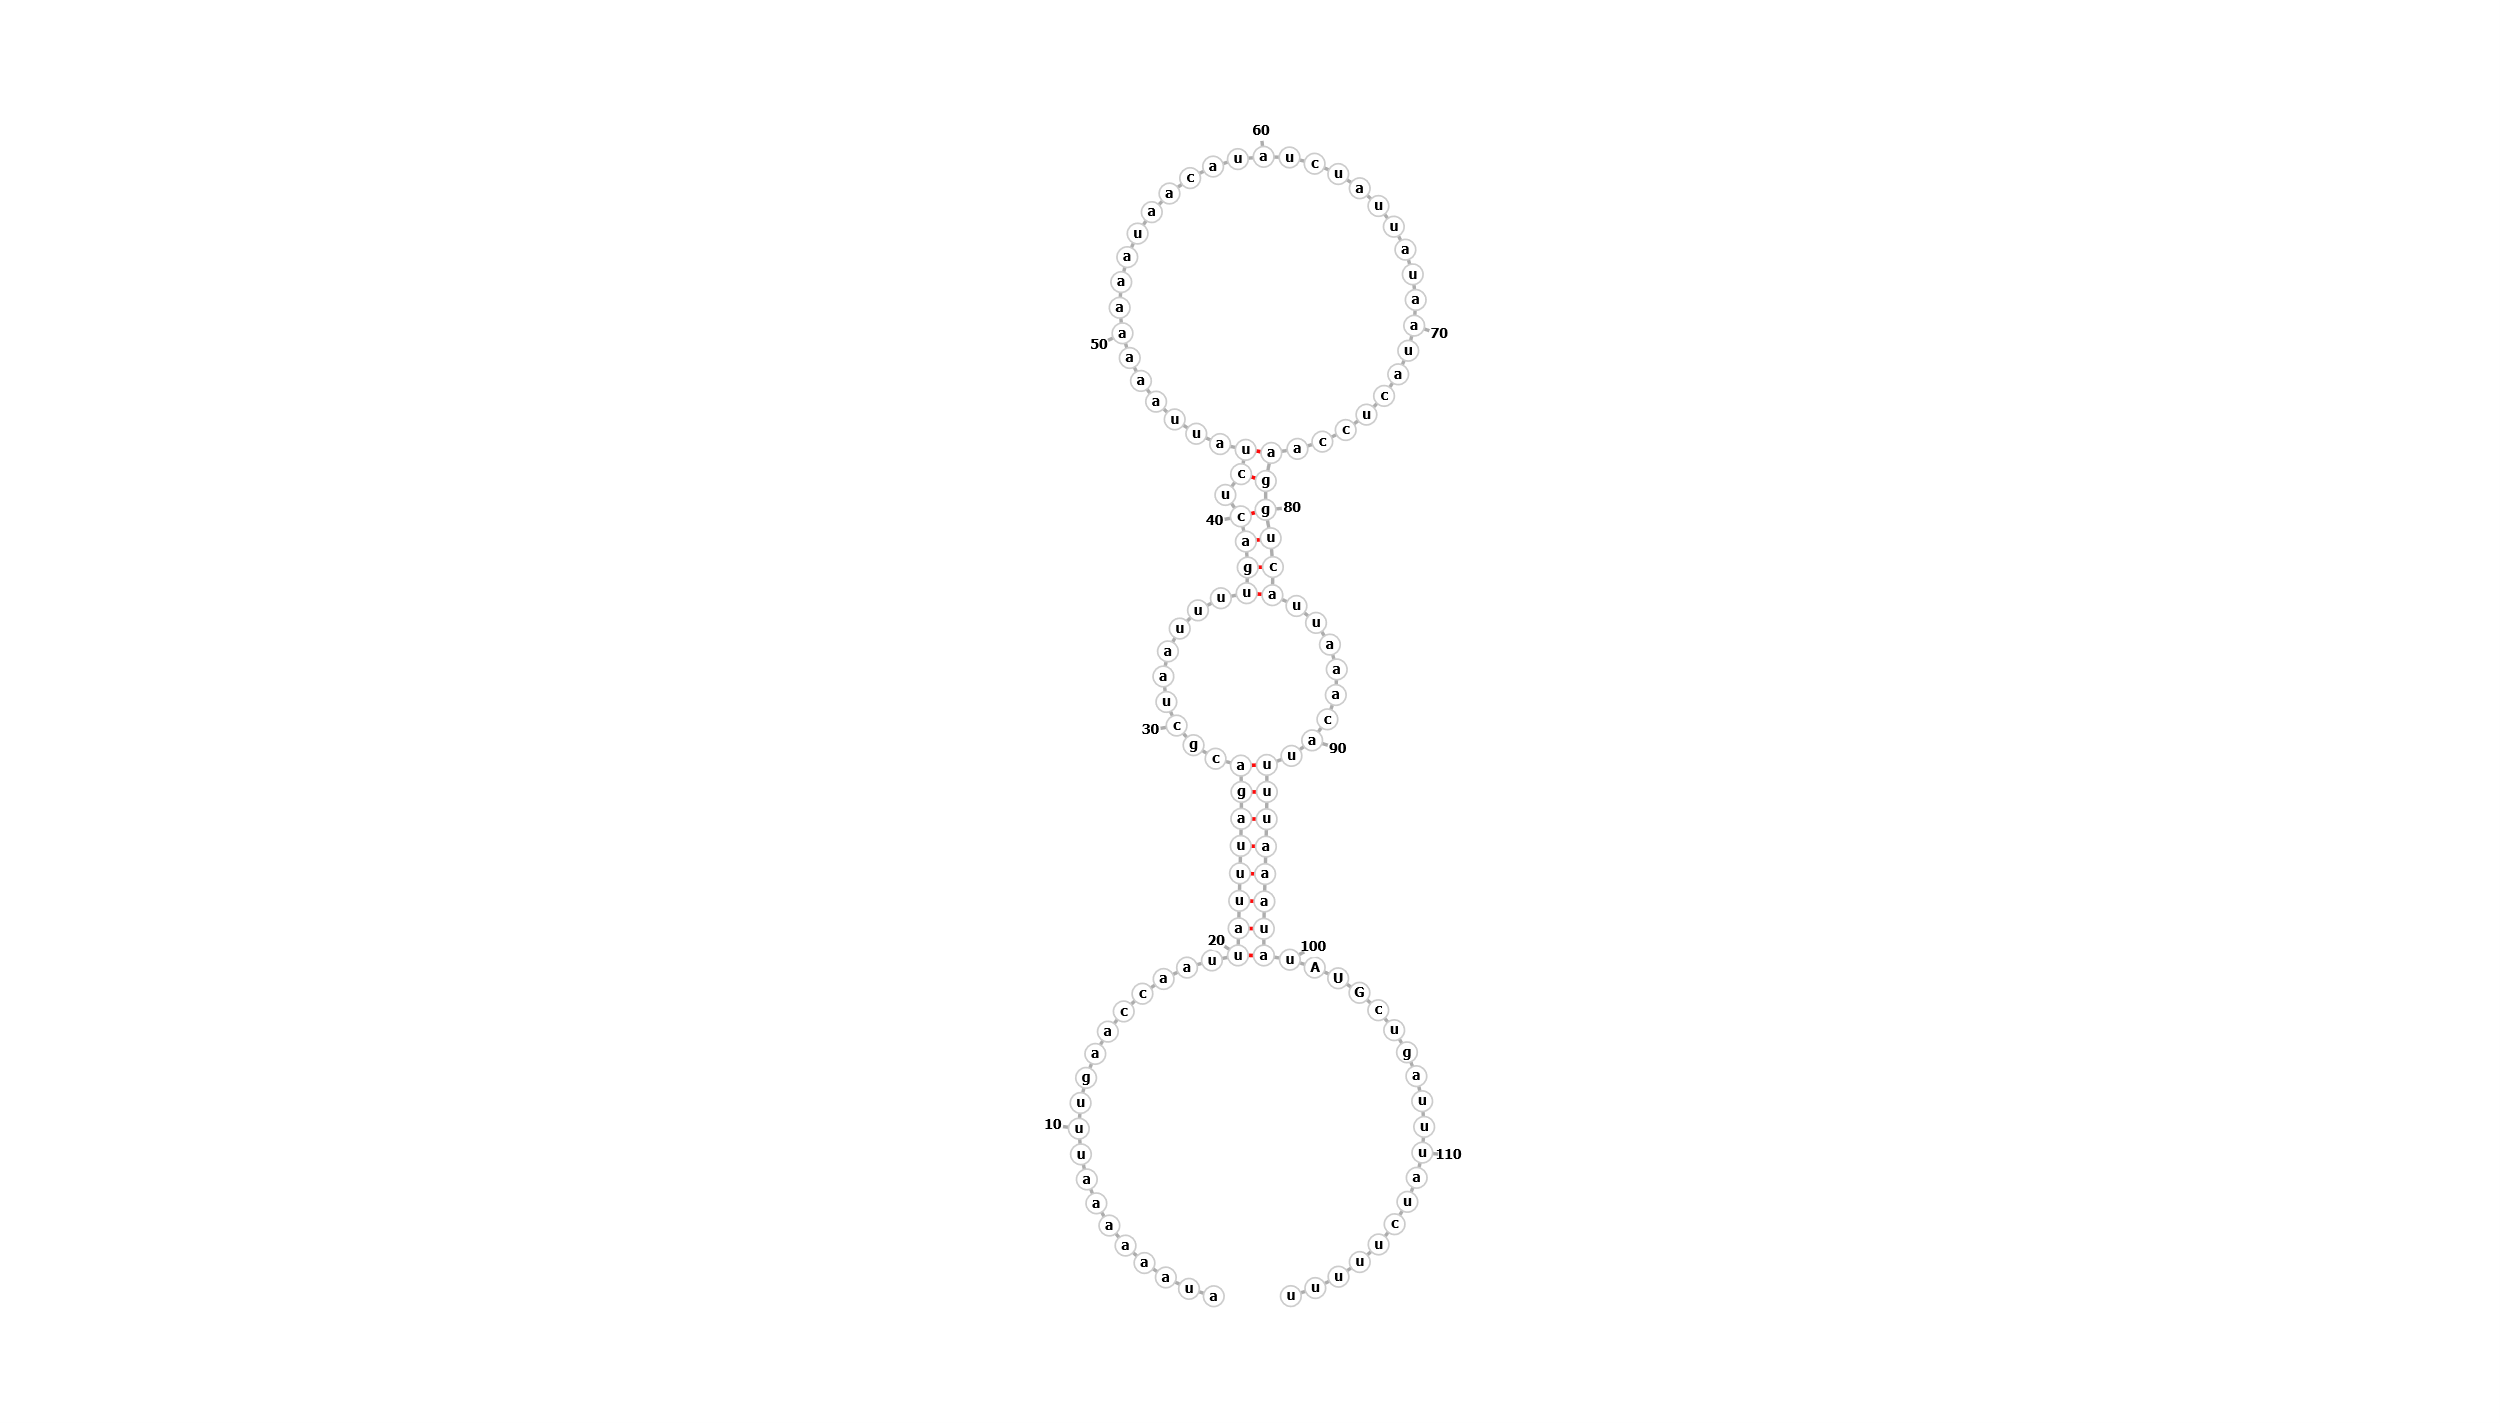 a u a a a a a a u u
10
u g a a c c a a u u
20
a u u u a g a c g c
30
u a a u u u u g a c
40
u c u a u u a a a a
50
a a a u a a c a u a
60
u c u a u u a u a a
70
u a c u c c a a g g
80
u c a u u a a a c a
90
u u u u a a a u a u
100
A U G c u g a u u u
110
a u c u u u u u